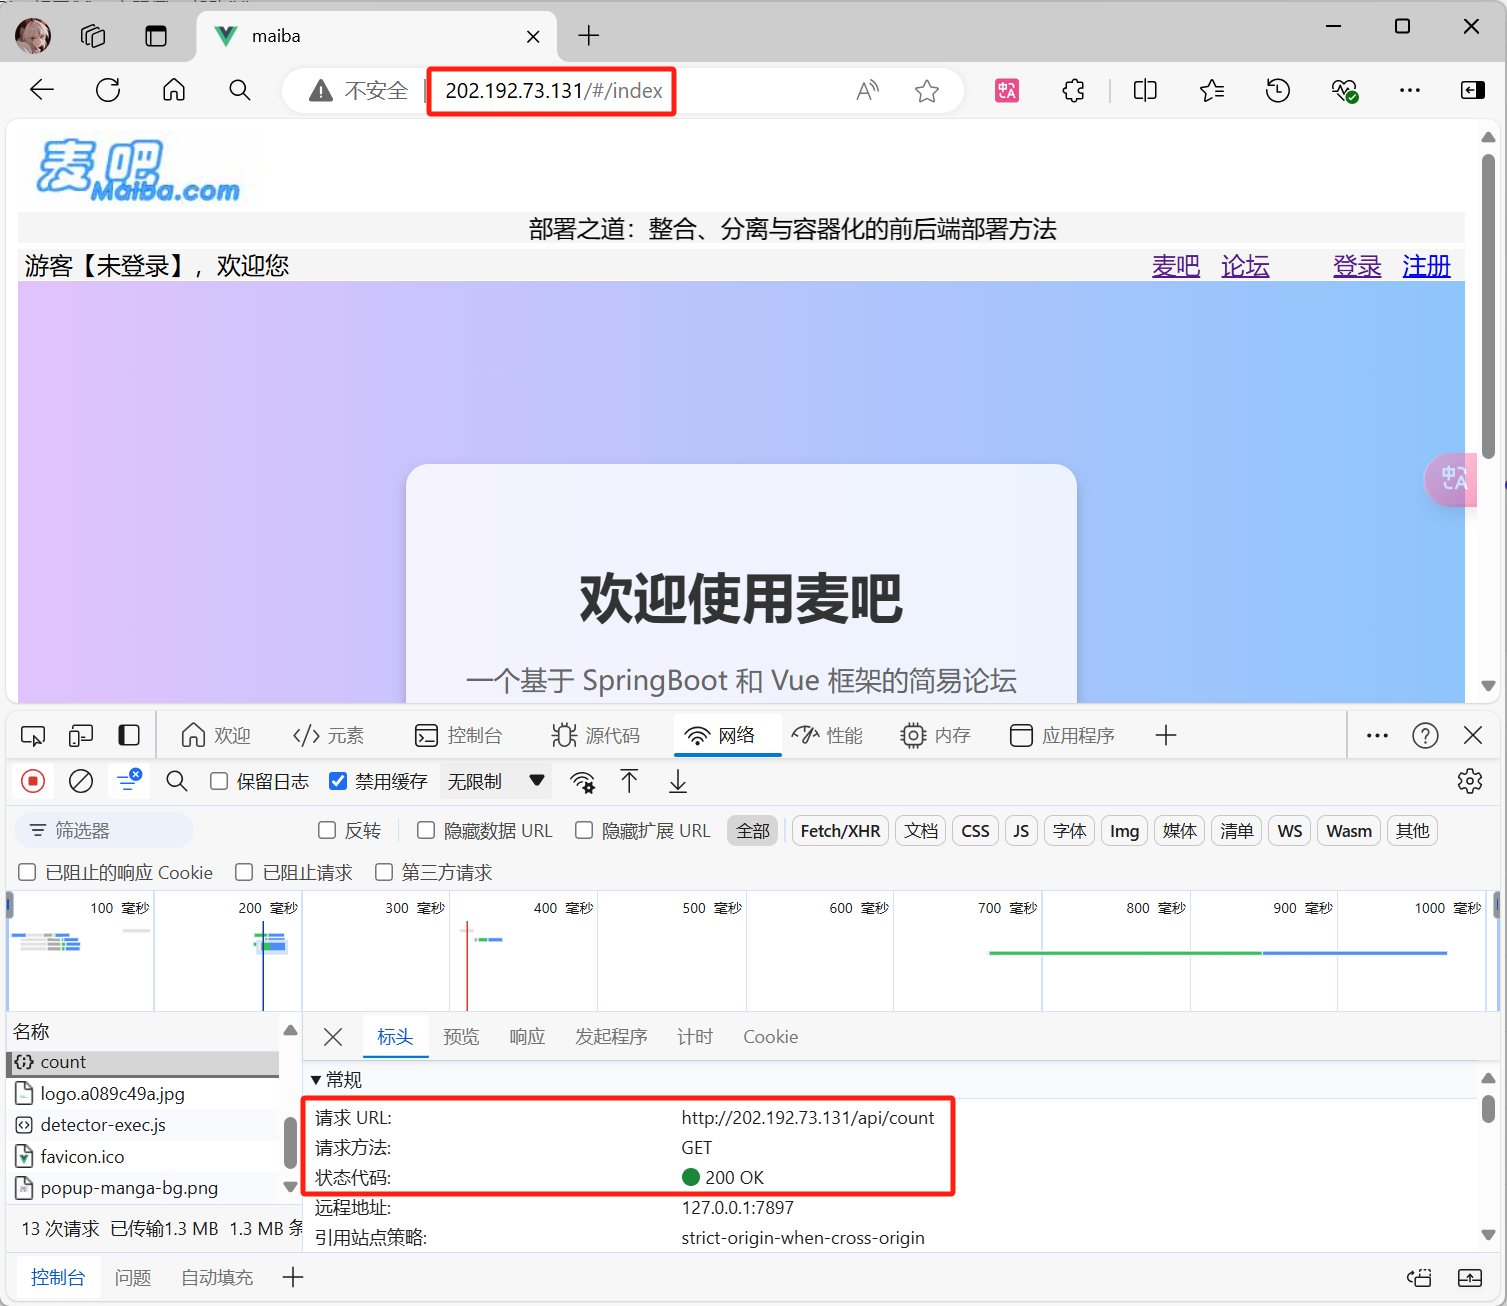 maiba
不安全
202.192.73.131/#/index
麦吧
Maiba.com
部署之道：整合、分离与容器化的前后端部署方法
游客【未登录】，欢迎您 麦吧 论坛 登录 注册
欢迎使用麦吧
一个基于 SpringBoot 和 Vue 框架的简易论坛
欢迎 元素 控制台 源代码 网络 性能 内存 应用程序
保留日志 禁用缓存 无限制
筛选器 反转 隐藏数据 URL 隐藏扩展 URL 全部 Fetch/XHR 文档 CSS JS 字体 Img 媒体 清单 WS Wasm 其他
已阻止的响应 Cookie 已阻止请求 第三方请求
100 毫秒 200 毫秒 300 毫秒 400 毫秒 500 毫秒 600 毫秒 700 毫秒 800 毫秒 900 毫秒 1000 毫秒
名称
标头 预览 响应 发起程序 计时 Cookie
count
logo.a089c49a.jpg
detector-exec.js
favicon.ico
popup-manga-bg.png
13 次请求 已传输1.3 MB 1.3 MB 条
常规
请求 URL: http://202.192.73.131/api/count
请求方法: GET
状态代码: 200 OK
远程地址: 127.0.0.1:7897
引用站点策略: strict-origin-when-cross-origin
控制台 问题 自动填充